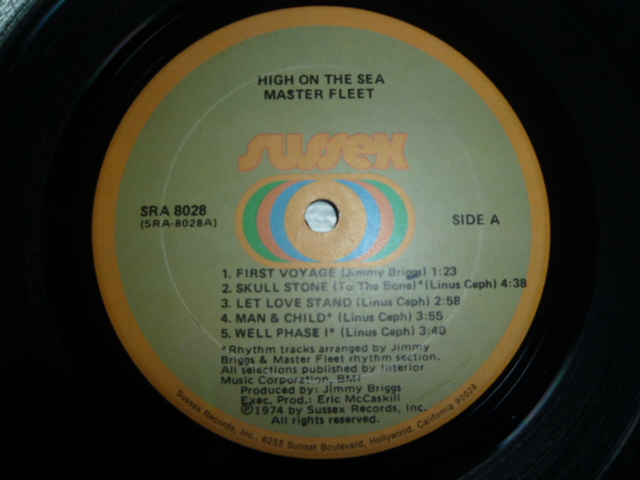 HIGH ON THE SEA
MASTER FLEET
sussex
SRA 8028
(SRA-8028A)
SIDE A
1. FIRST VOYAGE (Jimmy Briggs) 1:23
2. SKULL STONE (To The Bone)* (Linus Ceph) 4:38
3. LET LOVE STAND (Linus Ceph) 2:58
4. MAN & CHILD* (Linus Ceph) 3:55
5. WELL PHASE I* (Linus Ceph) 3:40
*Rhythm tracks arranged by Jimmy
Briggs & Master Fleet rhythm section.
All selections published by Interior
Music Corporation, BMI
Produced by: Jimmy Briggs
Exec. Prod.: Eric McCaskill
℗1974 by Sussex Records, Inc.
All rights reserved.
Sussex Records, Inc., 6255 Sunset Boulevard, Hollywood, California 90028